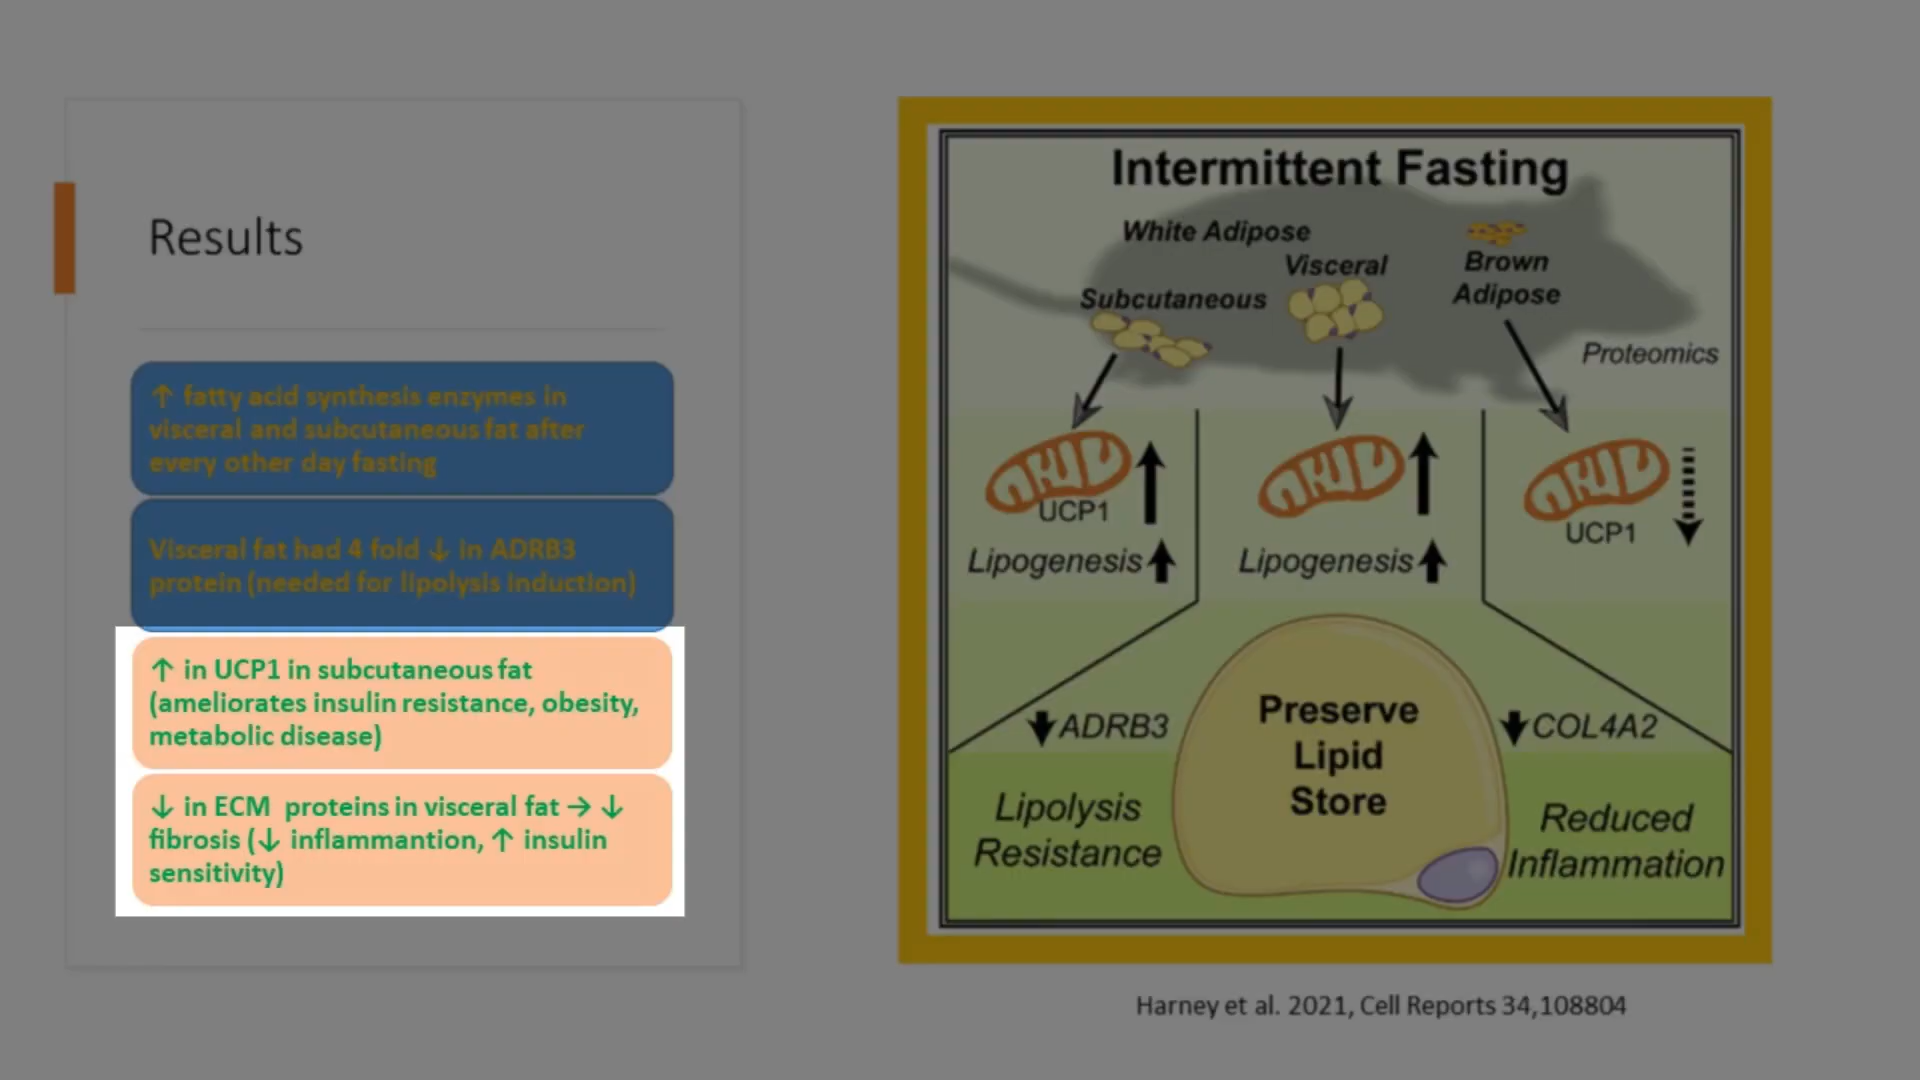 Results
↑ fatty acid synthesis enzymes in
visceral and subcutaneous fat after
every other day fasting
Visceral fat had 4 fold ↓ in ADRB3
protein (needed for lipolysis induction)
↑ in UCP1 in subcutaneous fat
(ameliorates insulin resistance, obesity,
metabolic disease)
↓ in ECM proteins in visceral fat → ↓
fibrosis (↓ inflammantion, ↑ insulin
sensitivity)
Intermittent Fasting
White Adipose
Visceral
Subcutaneous
Brown
Adipose
Proteomics
UCP1
Lipogenesis
Lipogenesis
UCP1
ADRB3
Lipolysis
Resistance
Preserve
Lipid
Store
COL4A2
Reduced
Inflammation
Harney et al. 2021, Cell Reports 34,108804